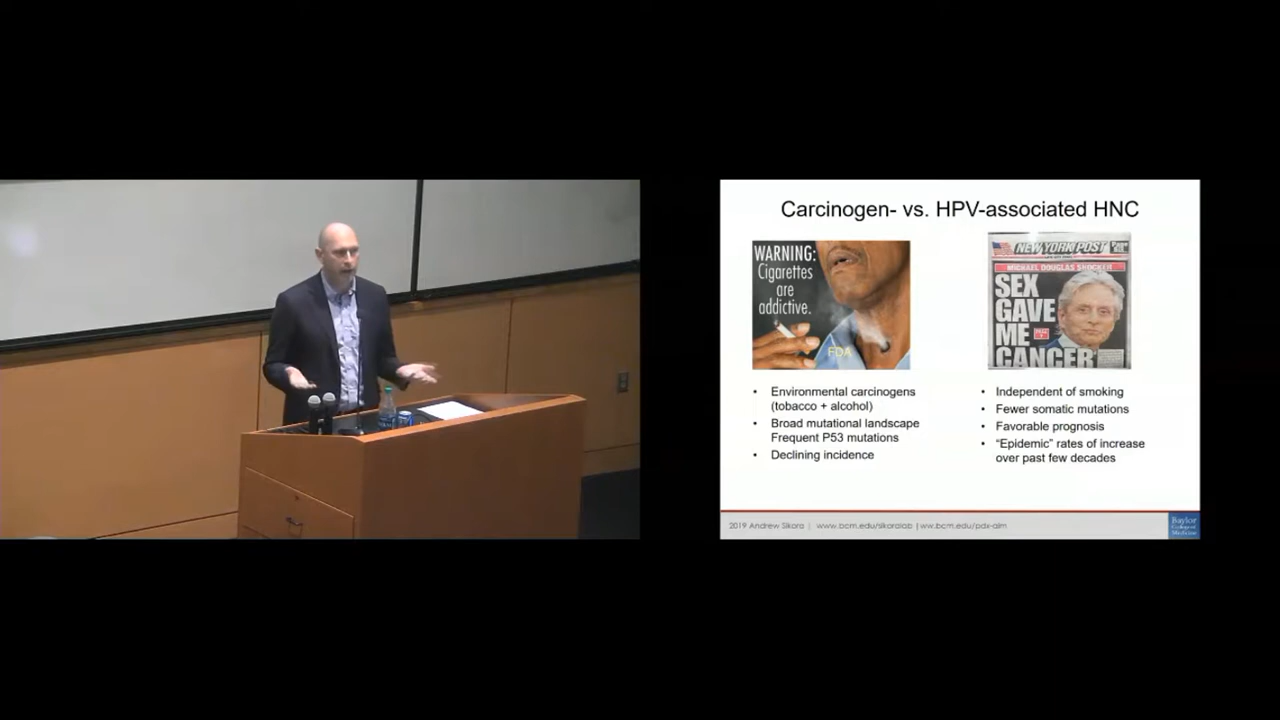 Carcinogen- vs. HPV-associated HNC
WARNING:
Cigarettes
are
addictive.
FDA
NEW YORK POST
MICHAEL DOUGLAS SHOCKER
SEX
GAVE
ME
CANCER
• Environmental carcinogens
(tobacco + alcohol)
• Broad mutational landscape
Frequent P53 mutations
• Declining incidence
• Independent of smoking
• Fewer somatic mutations
• Favorable prognosis
• “Epidemic” rates of increase
over past few decades
2019 Andrew Sikora | www.bcm.edu/sikoralab | ww.bcm.edu/pdx-aim
Baylor
College of
Medicine